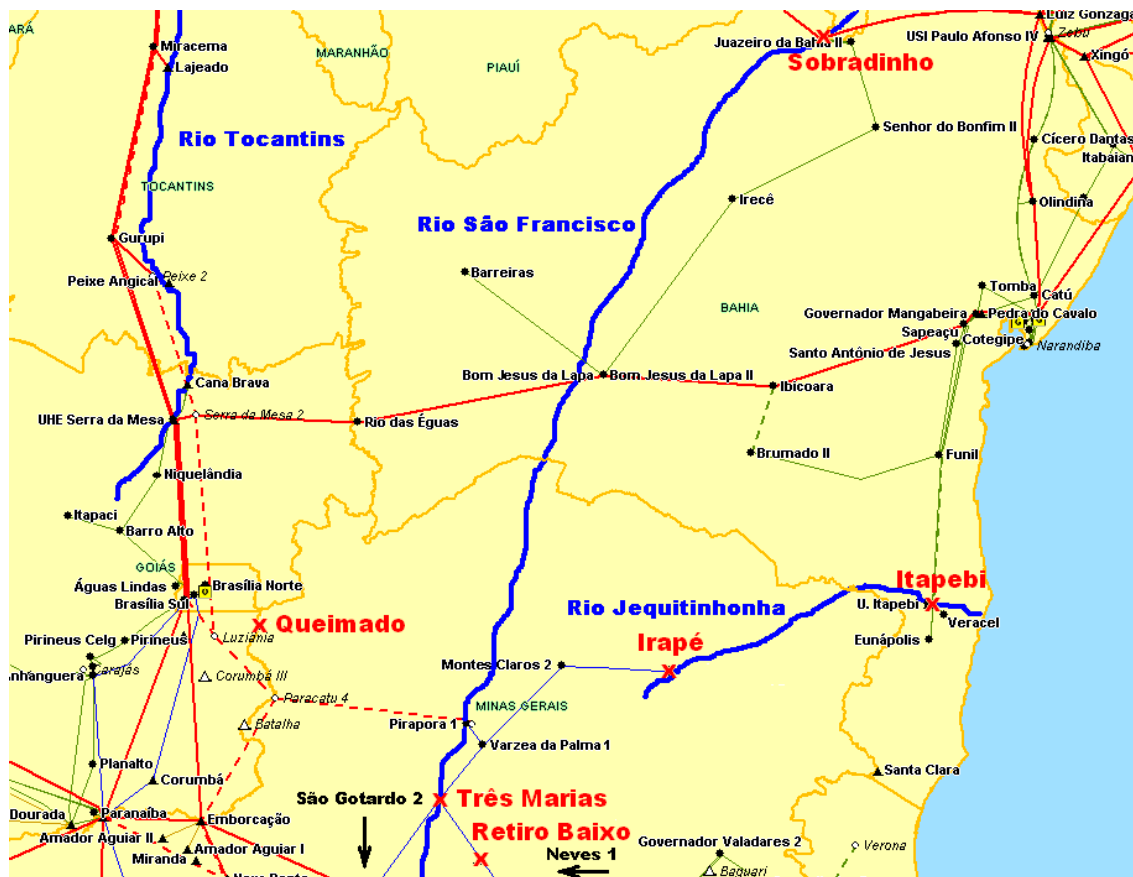 ARÁ
Miracema
Lajeado
MARANHÃO
PIAUÍ
Juazeiro da Bahia II
Sobradinho
Luiz Gonzaga
USI Paulo Afonso IV
Zebu
Xingó
Rio Tocantins
TOCANTINS
Senhor do Bonfim II
Cícero Dantas
Itabaian
Irecê
Olindina
Rio São Francisco
Gurupi
Peixe Angical
Peixe 2
Barreiras
BAHIA
Tomba
Catú
Governador Mangabeira
Pedra do Cavalo
Sapeaçu
Cotegipe
Santo Antônio de Jesus
Narandiba
Cana Brava
Bom Jesus da Lapa
Bom Jesus da Lapa II
Ibicoara
UHE Serra da Mesa
Serra da Mesa 2
Rio das Éguas
Brumado II
Funil
Niquelândia
Itapaci
Barro Alto
GOIÁS
Águas Lindas
Brasília Norte
Brasília Sul
Itapebi
Rio Jequitinhonha
U. Itapebi
Veracel
Eunápolis
Queimado
Luziânia
Pirineus Celg
Pirineus
Irapé
Carajás
Anhanguera
Corumbá III
Montes Claros 2
Paracatu 4
MINAS GERAIS
Batalha
Pirapora 1
Varzea da Palma 1
Planalto
Corumbá
Santa Clara
São Gotardo 2
Três Marias
Dourada
Paranaíba
Emborcação
Retiro Baixo
Amador Aguiar II
Amador Aguiar I
Miranda
Neves 1
Governador Valadares 2
Verona
Baguari